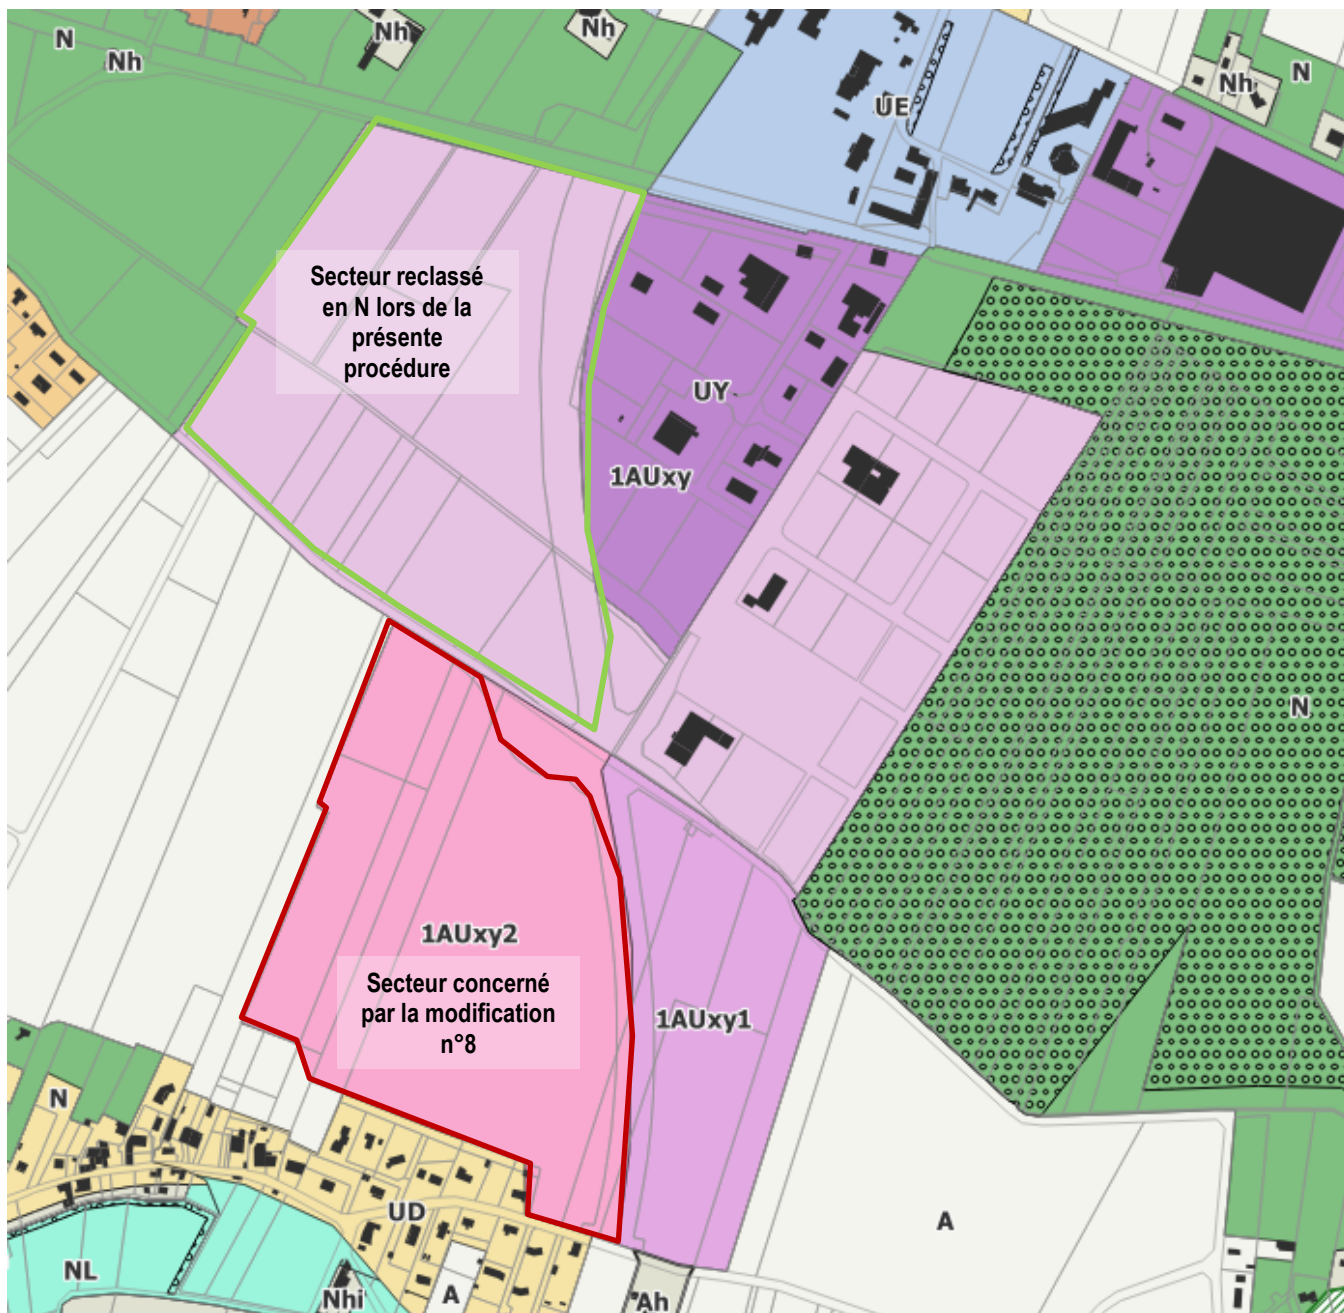 N
Nh
Nh
Nh
UE
Nh
N
Secteur reclassé
en N lors de la
présente
procédure
UY
1AUxy
N
1AUxy2
Secteur concerné
par la modification
n°8
1AUxy1
N
UD
A
NL
Nhi
A
Ah